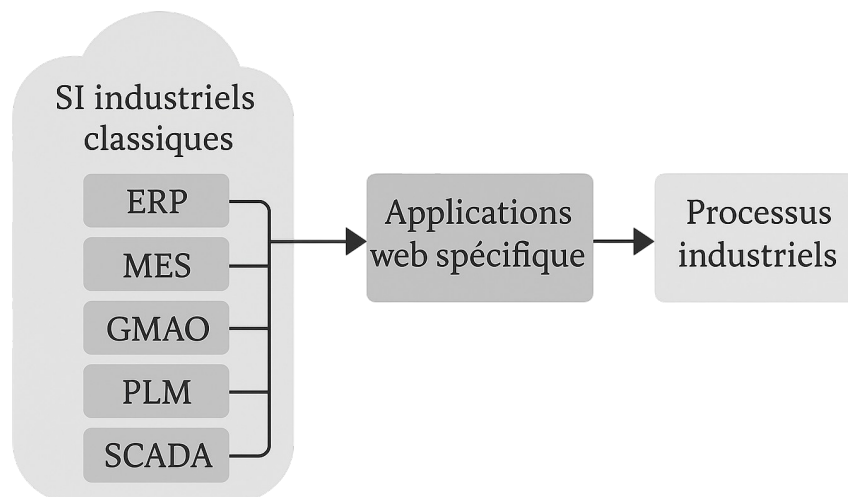 SI industriels
classiques
ERP
MES
GMAO
PLM
SCADA
Applications
web spécifique
Processus
industriels